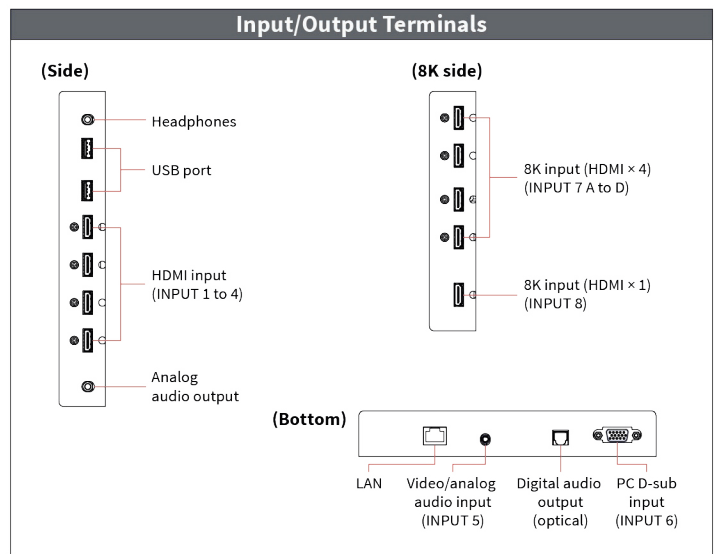 Input/Output Terminals
(Side)
Headphones
USB port
HDMI input
(INPUT 1 to 4)
Analog
audio output
(8K side)
8K input (HDMI × 4)
(INPUT 7 A to D)
8K input (HDMI × 1)
(INPUT 8)
(Bottom)
LAN
Video/analog
audio input
(INPUT 5)
Digital audio
output
(optical)
PC D-sub
input
(INPUT 6)